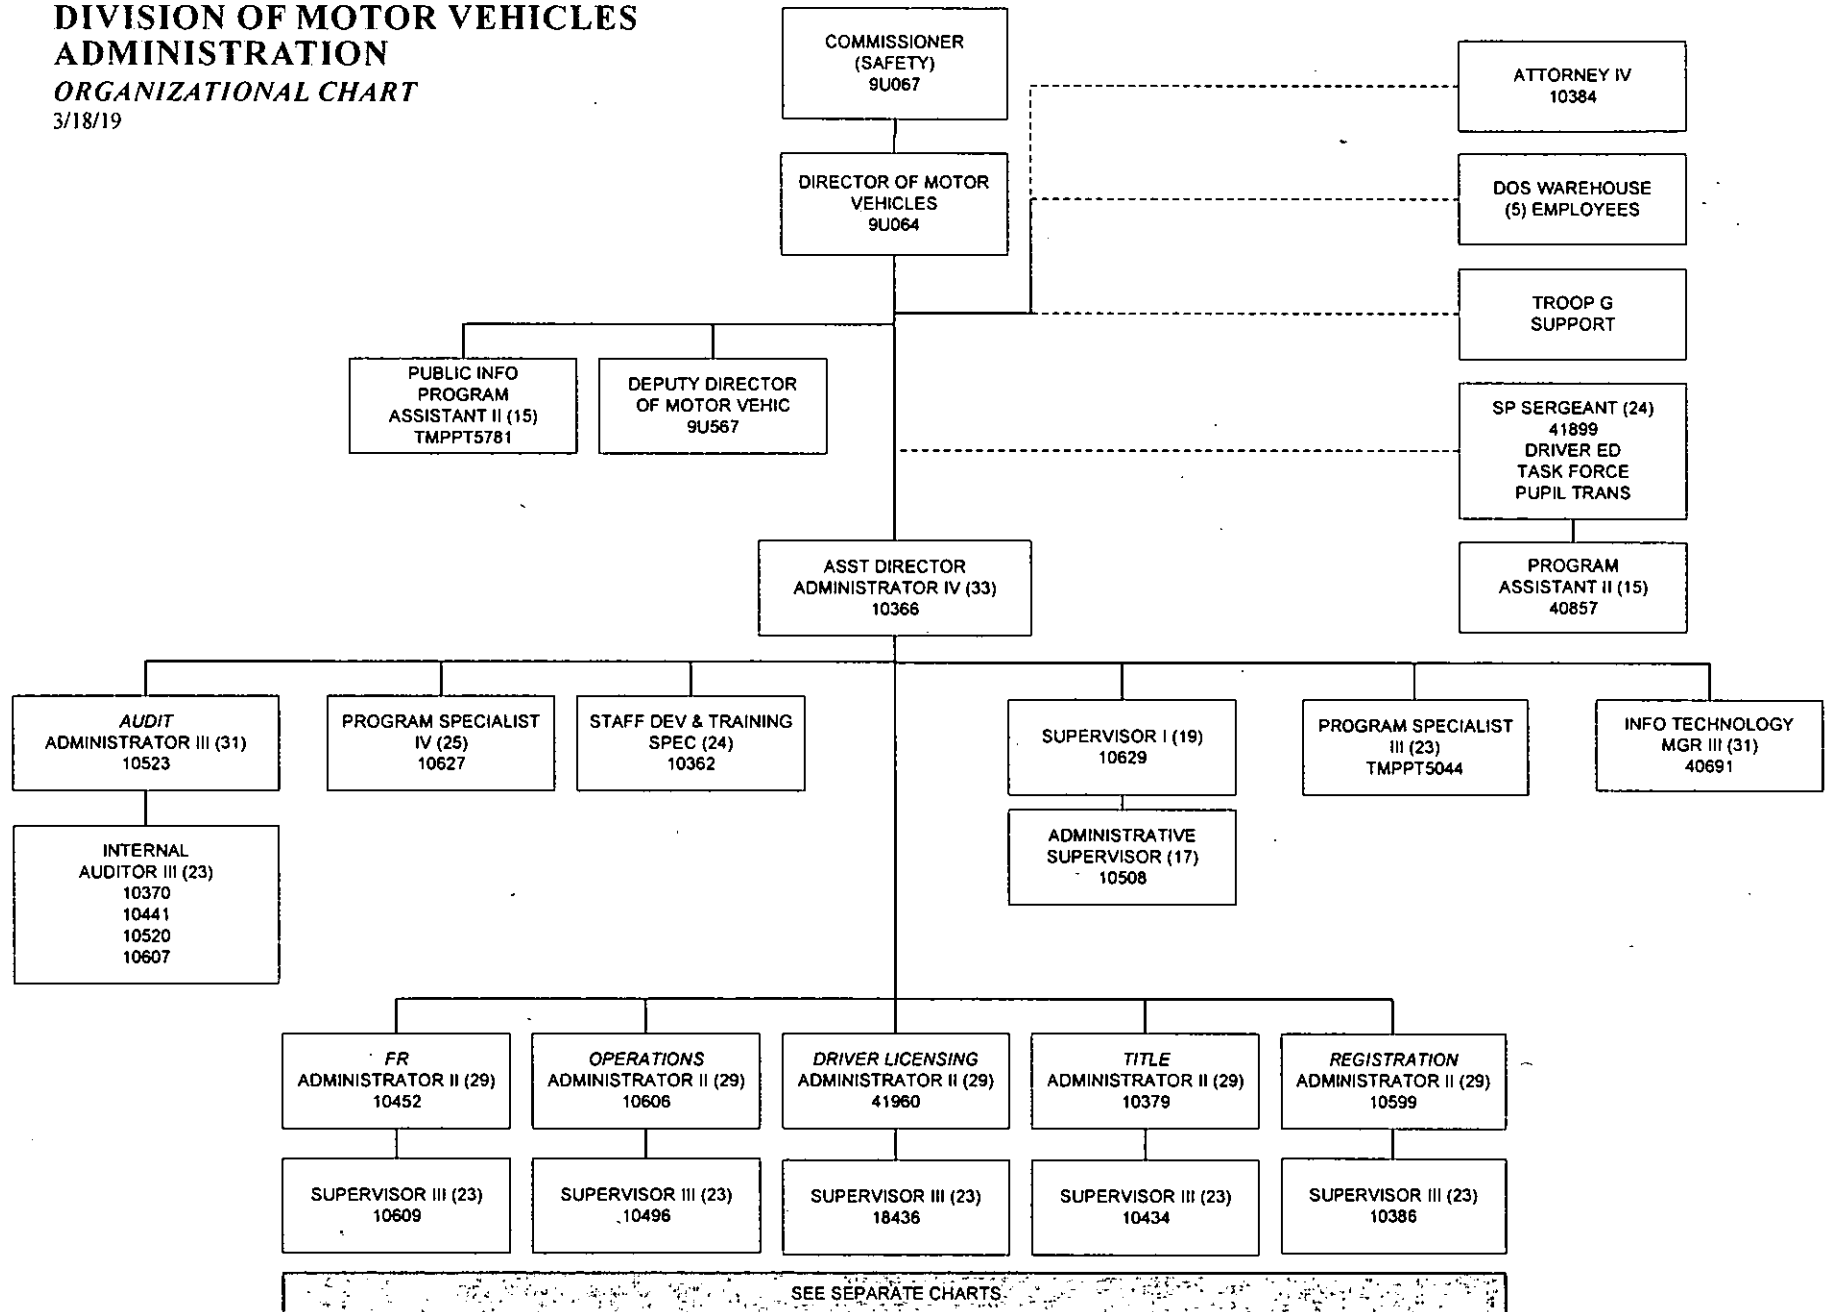 DIVISION OF MOTOR VEHICLES
ADMINISTRATION
ORGANIZATIONAL CHART
3/18/19
COMMISSIONER
(SAFETY)
9U067
DIRECTOR OF MOTOR
VEHICLES
9U064
ATTORNEY IV
10384
DOS WAREHOUSE
(5) EMPLOYEES
TROOP G
SUPPORT
PUBLIC INFO
PROGRAM
ASSISTANT II (15)
TMPPT5781
DEPUTY DIRECTOR
OF MOTOR VEHIC
9U567
SP SERGEANT (24)
41899
DRIVER ED
TASK FORCE
PUPIL TRANS
PROGRAM
ASSISTANT II (15)
40857
ASST DIRECTOR
ADMINISTRATOR IV (33)
10366
AUDIT
ADMINISTRATOR III (31)
10523
PROGRAM SPECIALIST
IV (25)
10627
STAFF DEV & TRAINING
SPEC (24)
10362
SUPERVISOR I (19)
10629
PROGRAM SPECIALIST
III (23)
TMPPT5044
INFO TECHNOLOGY
MGR III (31)
40691
INTERNAL
AUDITOR III (23)
10370
10441
10520
10607
ADMINISTRATIVE
SUPERVISOR (17)
10508
FR
ADMINISTRATOR II (29)
10452
OPERATIONS
ADMINISTRATOR II (29)
10606
DRIVER LICENSING
ADMINISTRATOR II (29)
41960
TITLE
ADMINISTRATOR II (29)
10379
REGISTRATION
ADMINISTRATOR II (29)
10599
SUPERVISOR III (23)
10609
SUPERVISOR III (23)
10496
SUPERVISOR III (23)
18436
SUPERVISOR III (23)
10434
SUPERVISOR III (23)
10386
SEE SEPARATE CHARTS